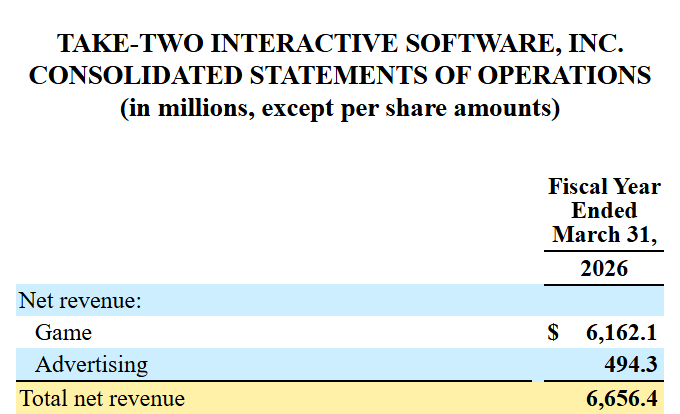 TAKE-TWO INTERACTIVE SOFTWARE, INC.
CONSOLIDATED STATEMENTS OF OPERATIONS
(in millions, except per share amounts)
Fiscal Year
Ended
March 31,
2026
Net revenue:
Game $ 6,162.1
Advertising 494.3
Total net revenue 6,656.4